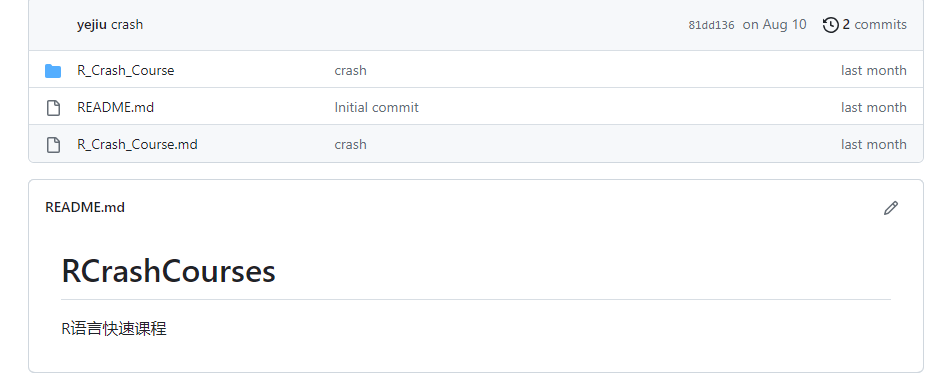 yejiu crash 81dd136 on Aug 10 2 commits
R_Crash_Course crash last month
README.md Initial commit last month
R_Crash_Course.md crash last month
README.md
RCrashCourses
R语言快速课程